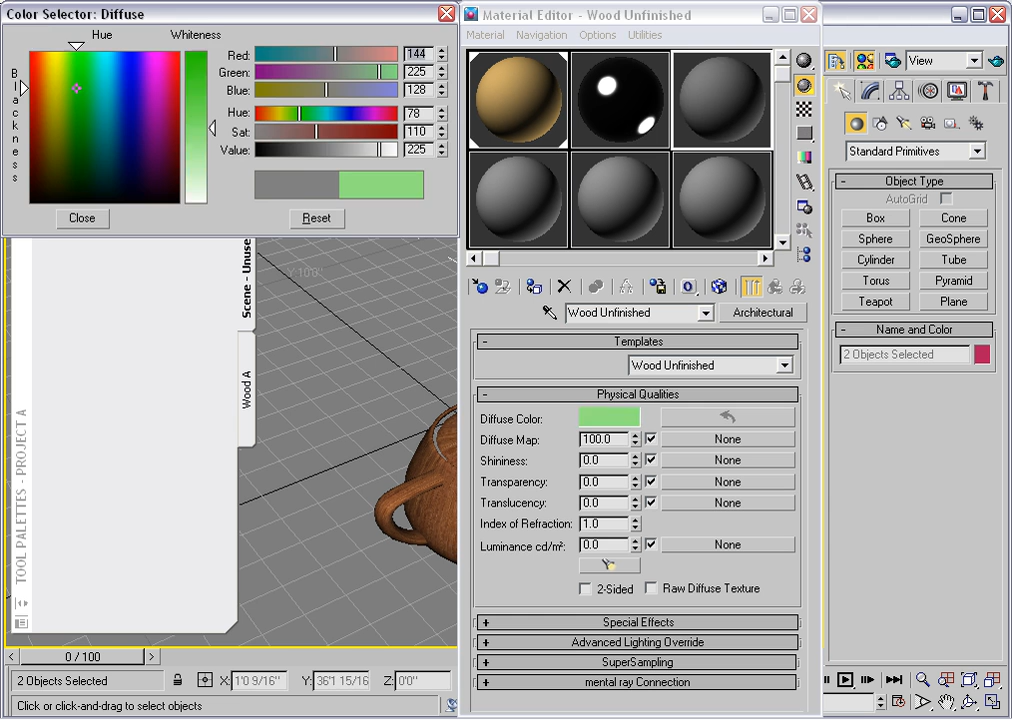 Color Selector: Diffuse
Hue
Whiteness
Blackness
Red: 144
Green: 225
Blue: 128
Hue: 78
Sat: 110
Value: 225
Close
Reset
Y 10'0"
Scene - Unuse
Wood A
TOOL PALETTES - PROJECT A
0 / 100
2 Objects Selected
X: 1'0 9/16"
Y: 36'1 15/16
Z: 0'0"
Click or click-and-drag to select objects
Material Editor - Wood Unfinished
Material Navigation Options Utilities
Wood Unfinished
Architectural
- Templates
Wood Unfinished
- Physical Qualities
Diffuse Color:
Diffuse Map: 100.0 None
Shininess: 0.0 None
Transparency: 0.0 None
Translucency: 0.0 None
Index of Refraction: 1.0
Luminance cd/m²: 0.0 None
2-Sided
Raw Diffuse Texture
+ Special Effects
+ Advanced Lighting Override
+ SuperSampling
+ mental ray Connection
View
Standard Primitives
- Object Type
AutoGrid
Box Cone
Sphere GeoSphere
Cylinder Tube
Torus Pyramid
Teapot Plane
- Name and Color
2 Objects Selected